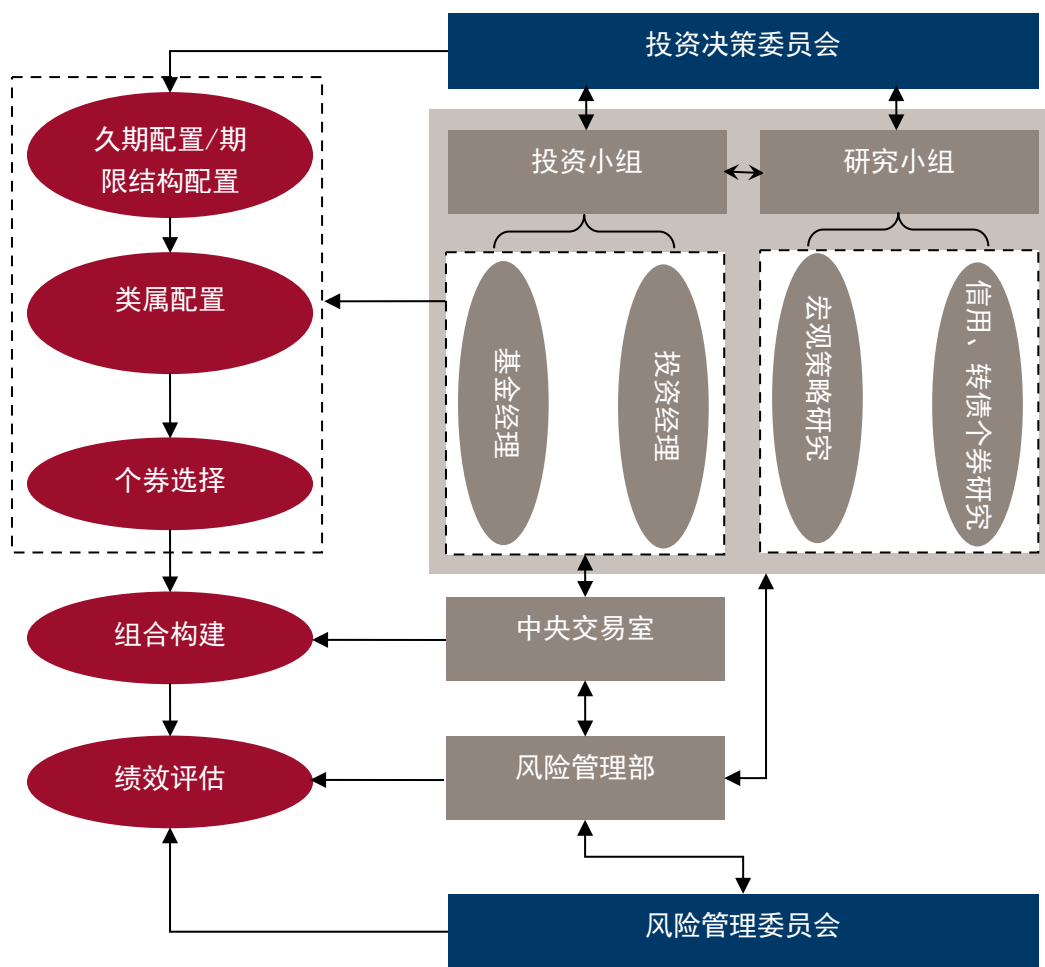 投资决策委员会
久期配置/期
限结构配置
投资小组
研究小组
类属配置
基金经理
投资经理
宏观策略研究
信用、转债个券研究
个券选择
组合构建
中央交易室
绩效评估
风险管理部
风险管理委员会